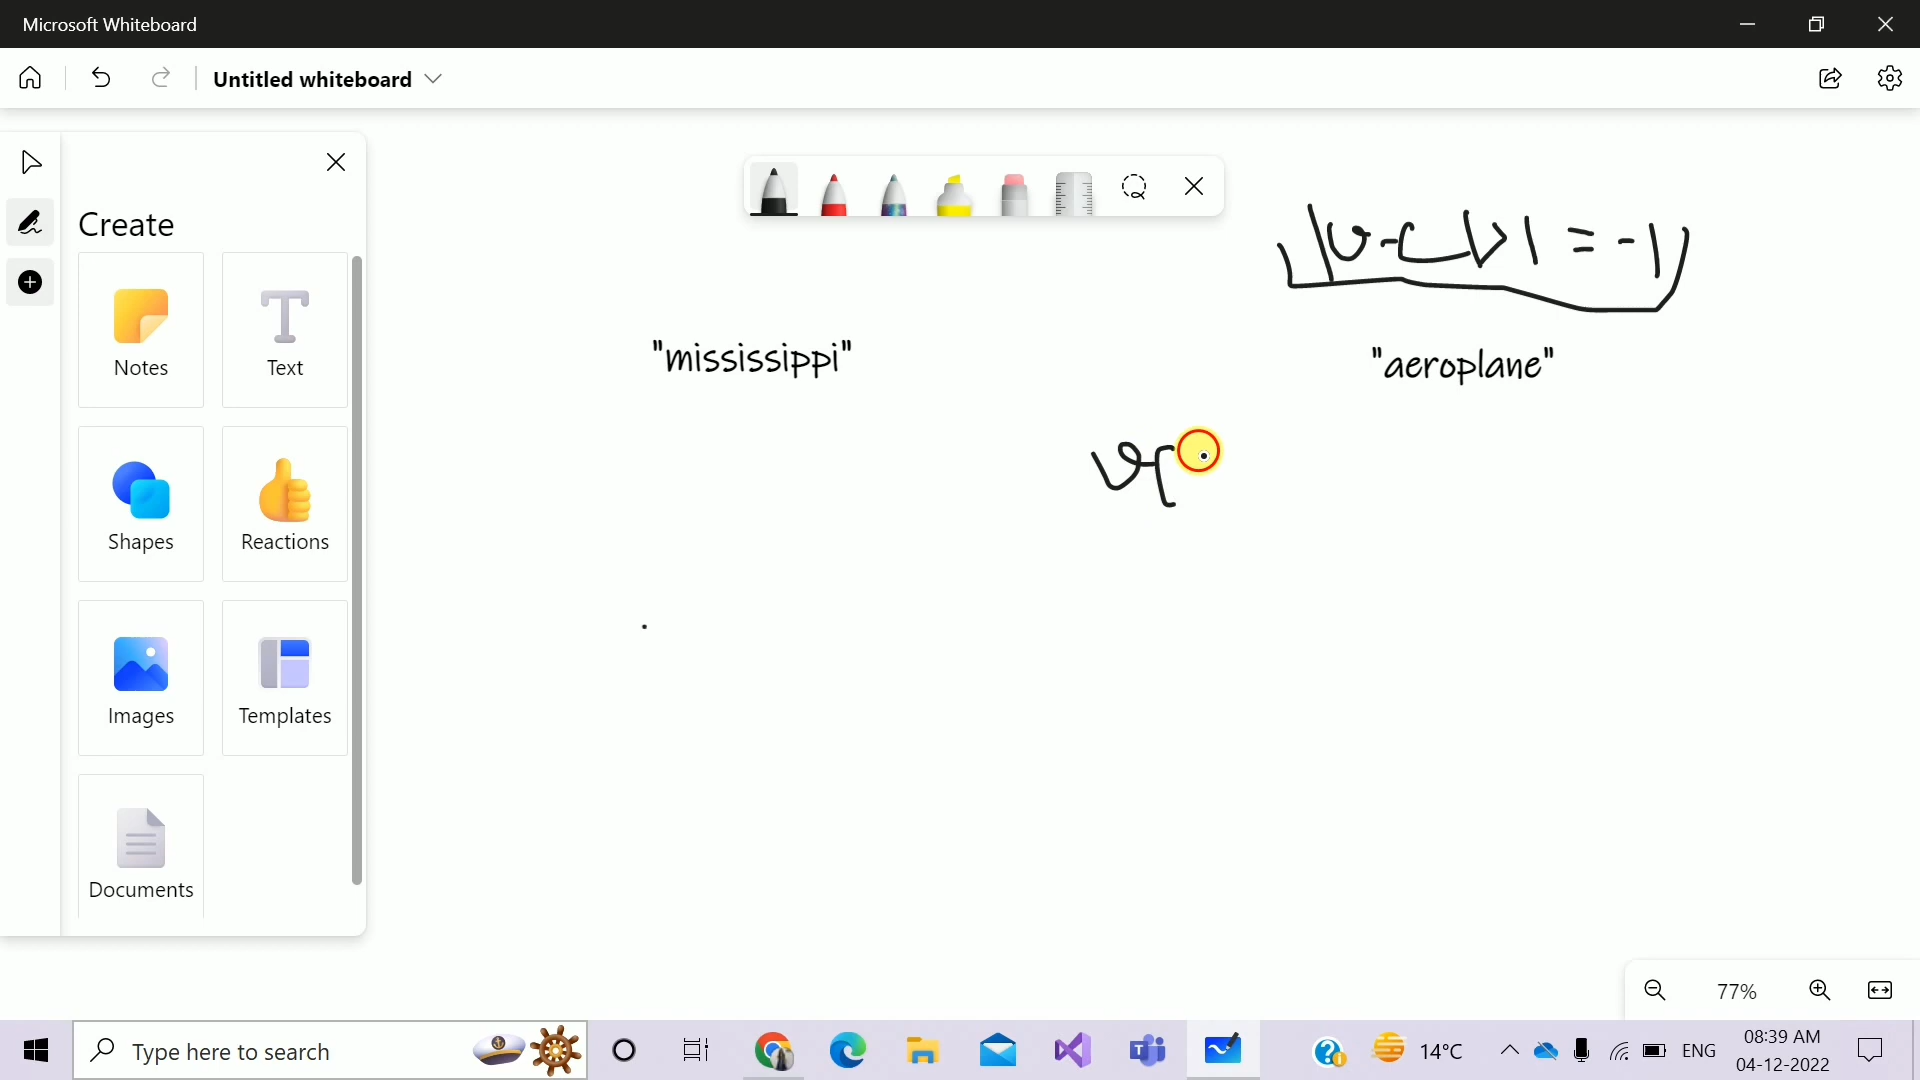 Microsoft Whiteboard
Untitled whiteboard
Create
Notes
Text
Shapes
Reactions
Images
Templates
Documents
= -1
"mississippi"
"aeroplane"
77%
Type here to search
14°C
ENG
08:39 AM
04-12-2022